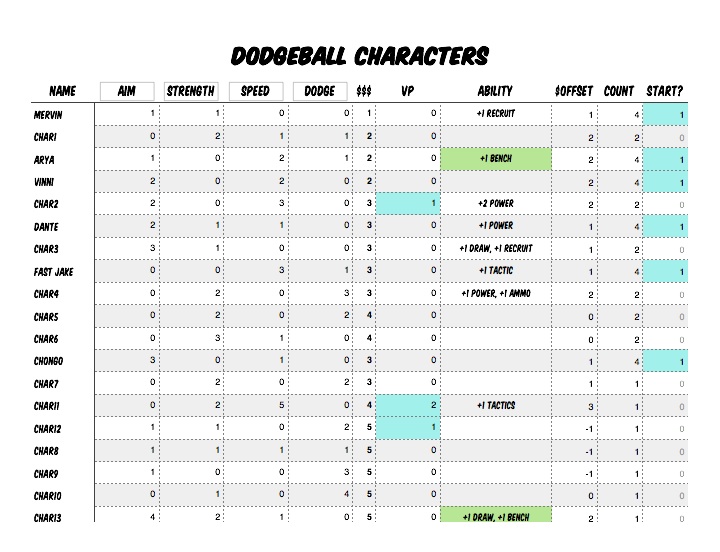 DODGEBALL CHARACTERS
NAME AIM STRENGTH SPEED DODGE $$$ VP ABILITY $OFFSET COUNT START?
MERVIN 1 1 0 0 1 0 +1 RECRUIT 1 4 1
CHAR1 0 2 1 1 2 0 2 2 0
ARYA 1 0 2 1 2 0 +1 BENCH 2 4 1
VINNI 2 0 2 0 2 0 2 4 1
CHAR2 2 0 3 0 3 1 +2 POWER 2 2 0
DANTE 2 1 1 0 3 0 +1 POWER 1 4 1
CHAR3 3 1 0 0 3 0 +1 DRAW, +1 RECRUIT 1 2 0
FAST JAKE 0 0 3 1 3 0 +1 TACTIC 1 4 1
CHAR4 0 2 0 3 3 0 +1 POWER, +1 AMMO 2 2 0
CHAR5 0 2 0 2 4 0 0 2 0
CHAR6 0 3 1 0 4 0 0 2 0
CHONGO 3 0 1 0 3 0 1 4 1
CHAR7 0 2 0 2 3 0 1 1 0
CHAR11 0 2 5 0 4 2 +1 TACTICS 3 1 0
CHAR12 1 1 0 2 5 1 -1 1 0
CHAR8 1 1 1 1 5 0 -1 1 0
CHAR9 1 0 0 3 5 0 -1 1 0
CHAR10 0 1 0 4 5 0 0 1 0
CHAR13 4 2 1 0 5 0 +1 DRAW, +1 BENCH 2 1 0